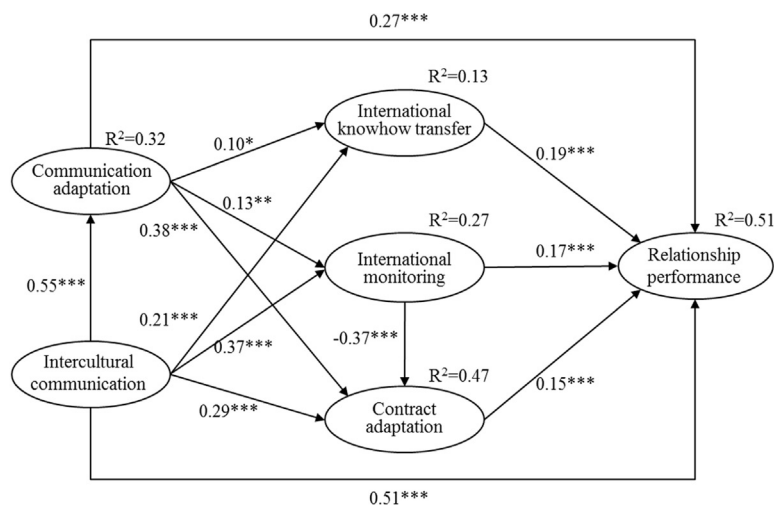 0.27***
R²=0.13
International
knowhow transfer
R²=0.32
0.10*
Communication
adaptation
0.19***
0.13**
R²=0.27
R²=0.51
0.38***
International
monitoring
0.17***
Relationship
performance
0.55***
0.21***
0.37***
-0.37***
Intercultural
communication
R²=0.47
0.29***
Contract
adaptation
0.15***
0.51***